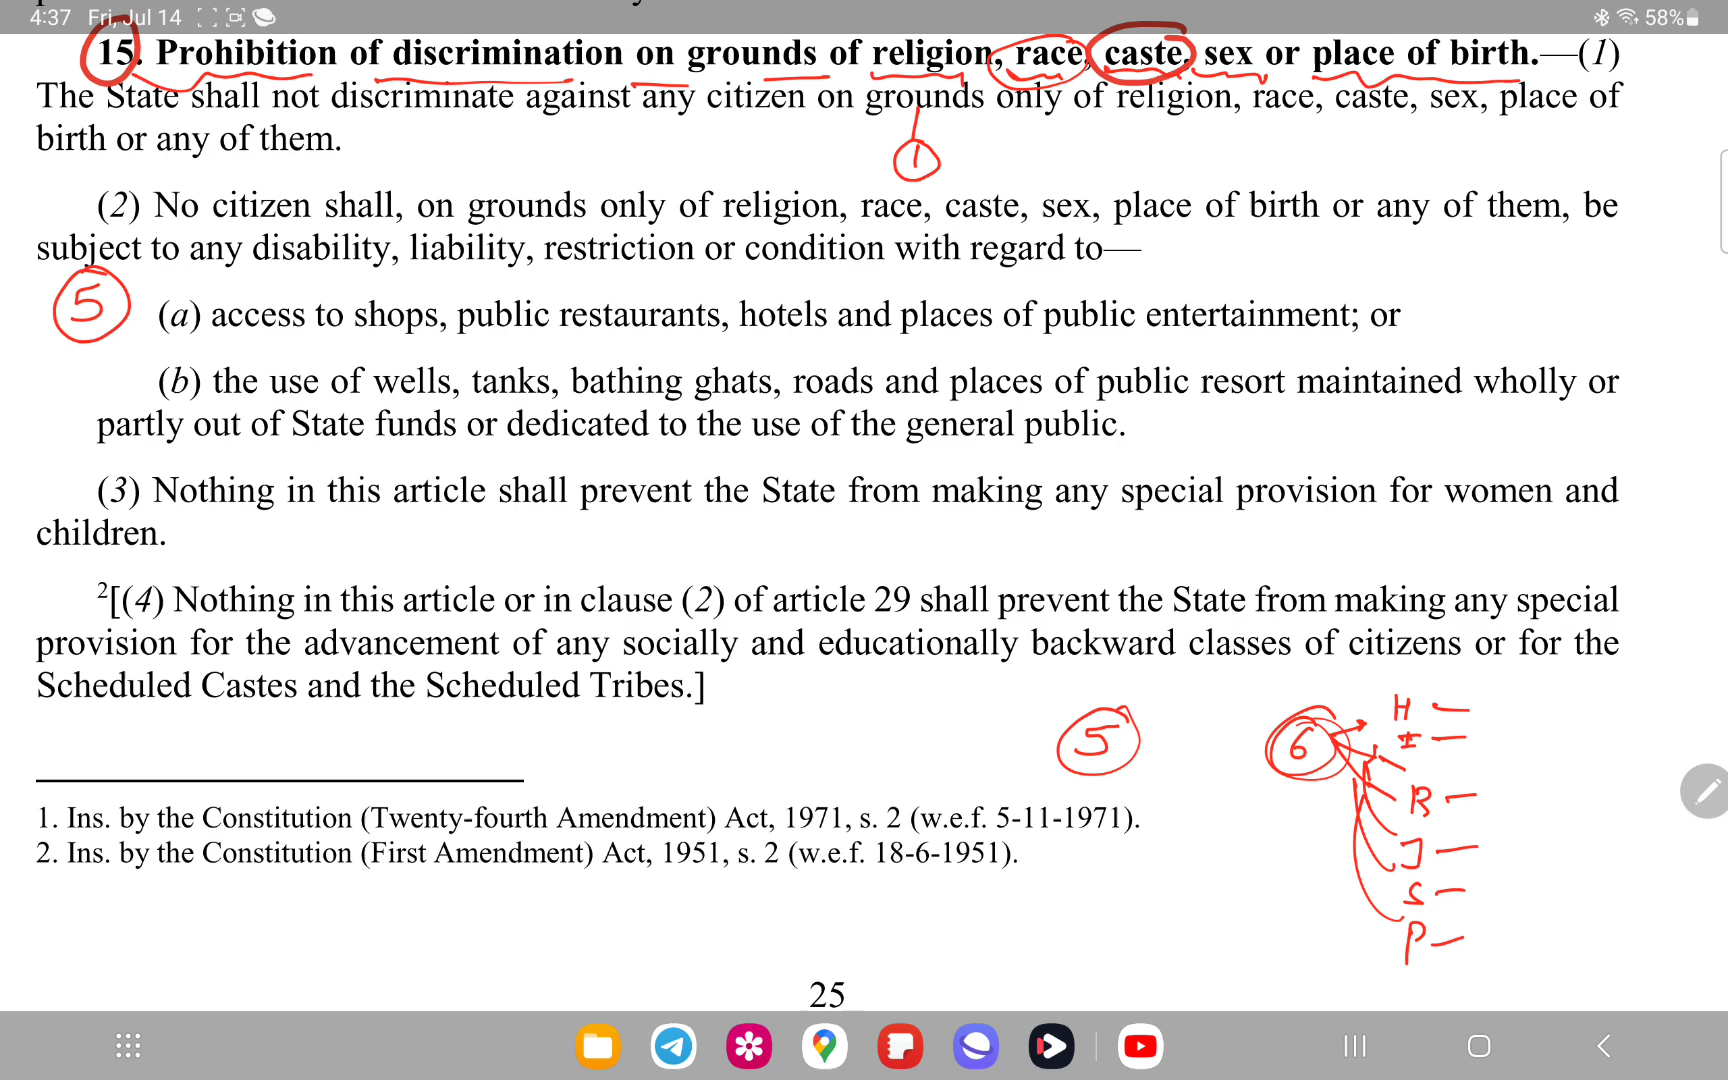 4:37 Fri, Jul 14
58%
15. Prohibition of discrimination on grounds of religion, race, caste, sex or place of birth.—(1)
The State shall not discriminate against any citizen on grounds only of religion, race, caste, sex, place of
birth or any of them.
1
(2) No citizen shall, on grounds only of religion, race, caste, sex, place of birth or any of them, be
subject to any disability, liability, restriction or condition with regard to—
5
(a) access to shops, public restaurants, hotels and places of public entertainment; or
(b) the use of wells, tanks, bathing ghats, roads and places of public resort maintained wholly or
partly out of State funds or dedicated to the use of the general public.
(3) Nothing in this article shall prevent the State from making any special provision for women and
children.
2[(4) Nothing in this article or in clause (2) of article 29 shall prevent the State from making any special
provision for the advancement of any socially and educationally backward classes of citizens or for the
Scheduled Castes and the Scheduled Tribes.]
5
6
H
I
B
J
S
P
1. Ins. by the Constitution (Twenty-fourth Amendment) Act, 1971, s. 2 (w.e.f. 5-11-1971).
2. Ins. by the Constitution (First Amendment) Act, 1951, s. 2 (w.e.f. 18-6-1951).
25